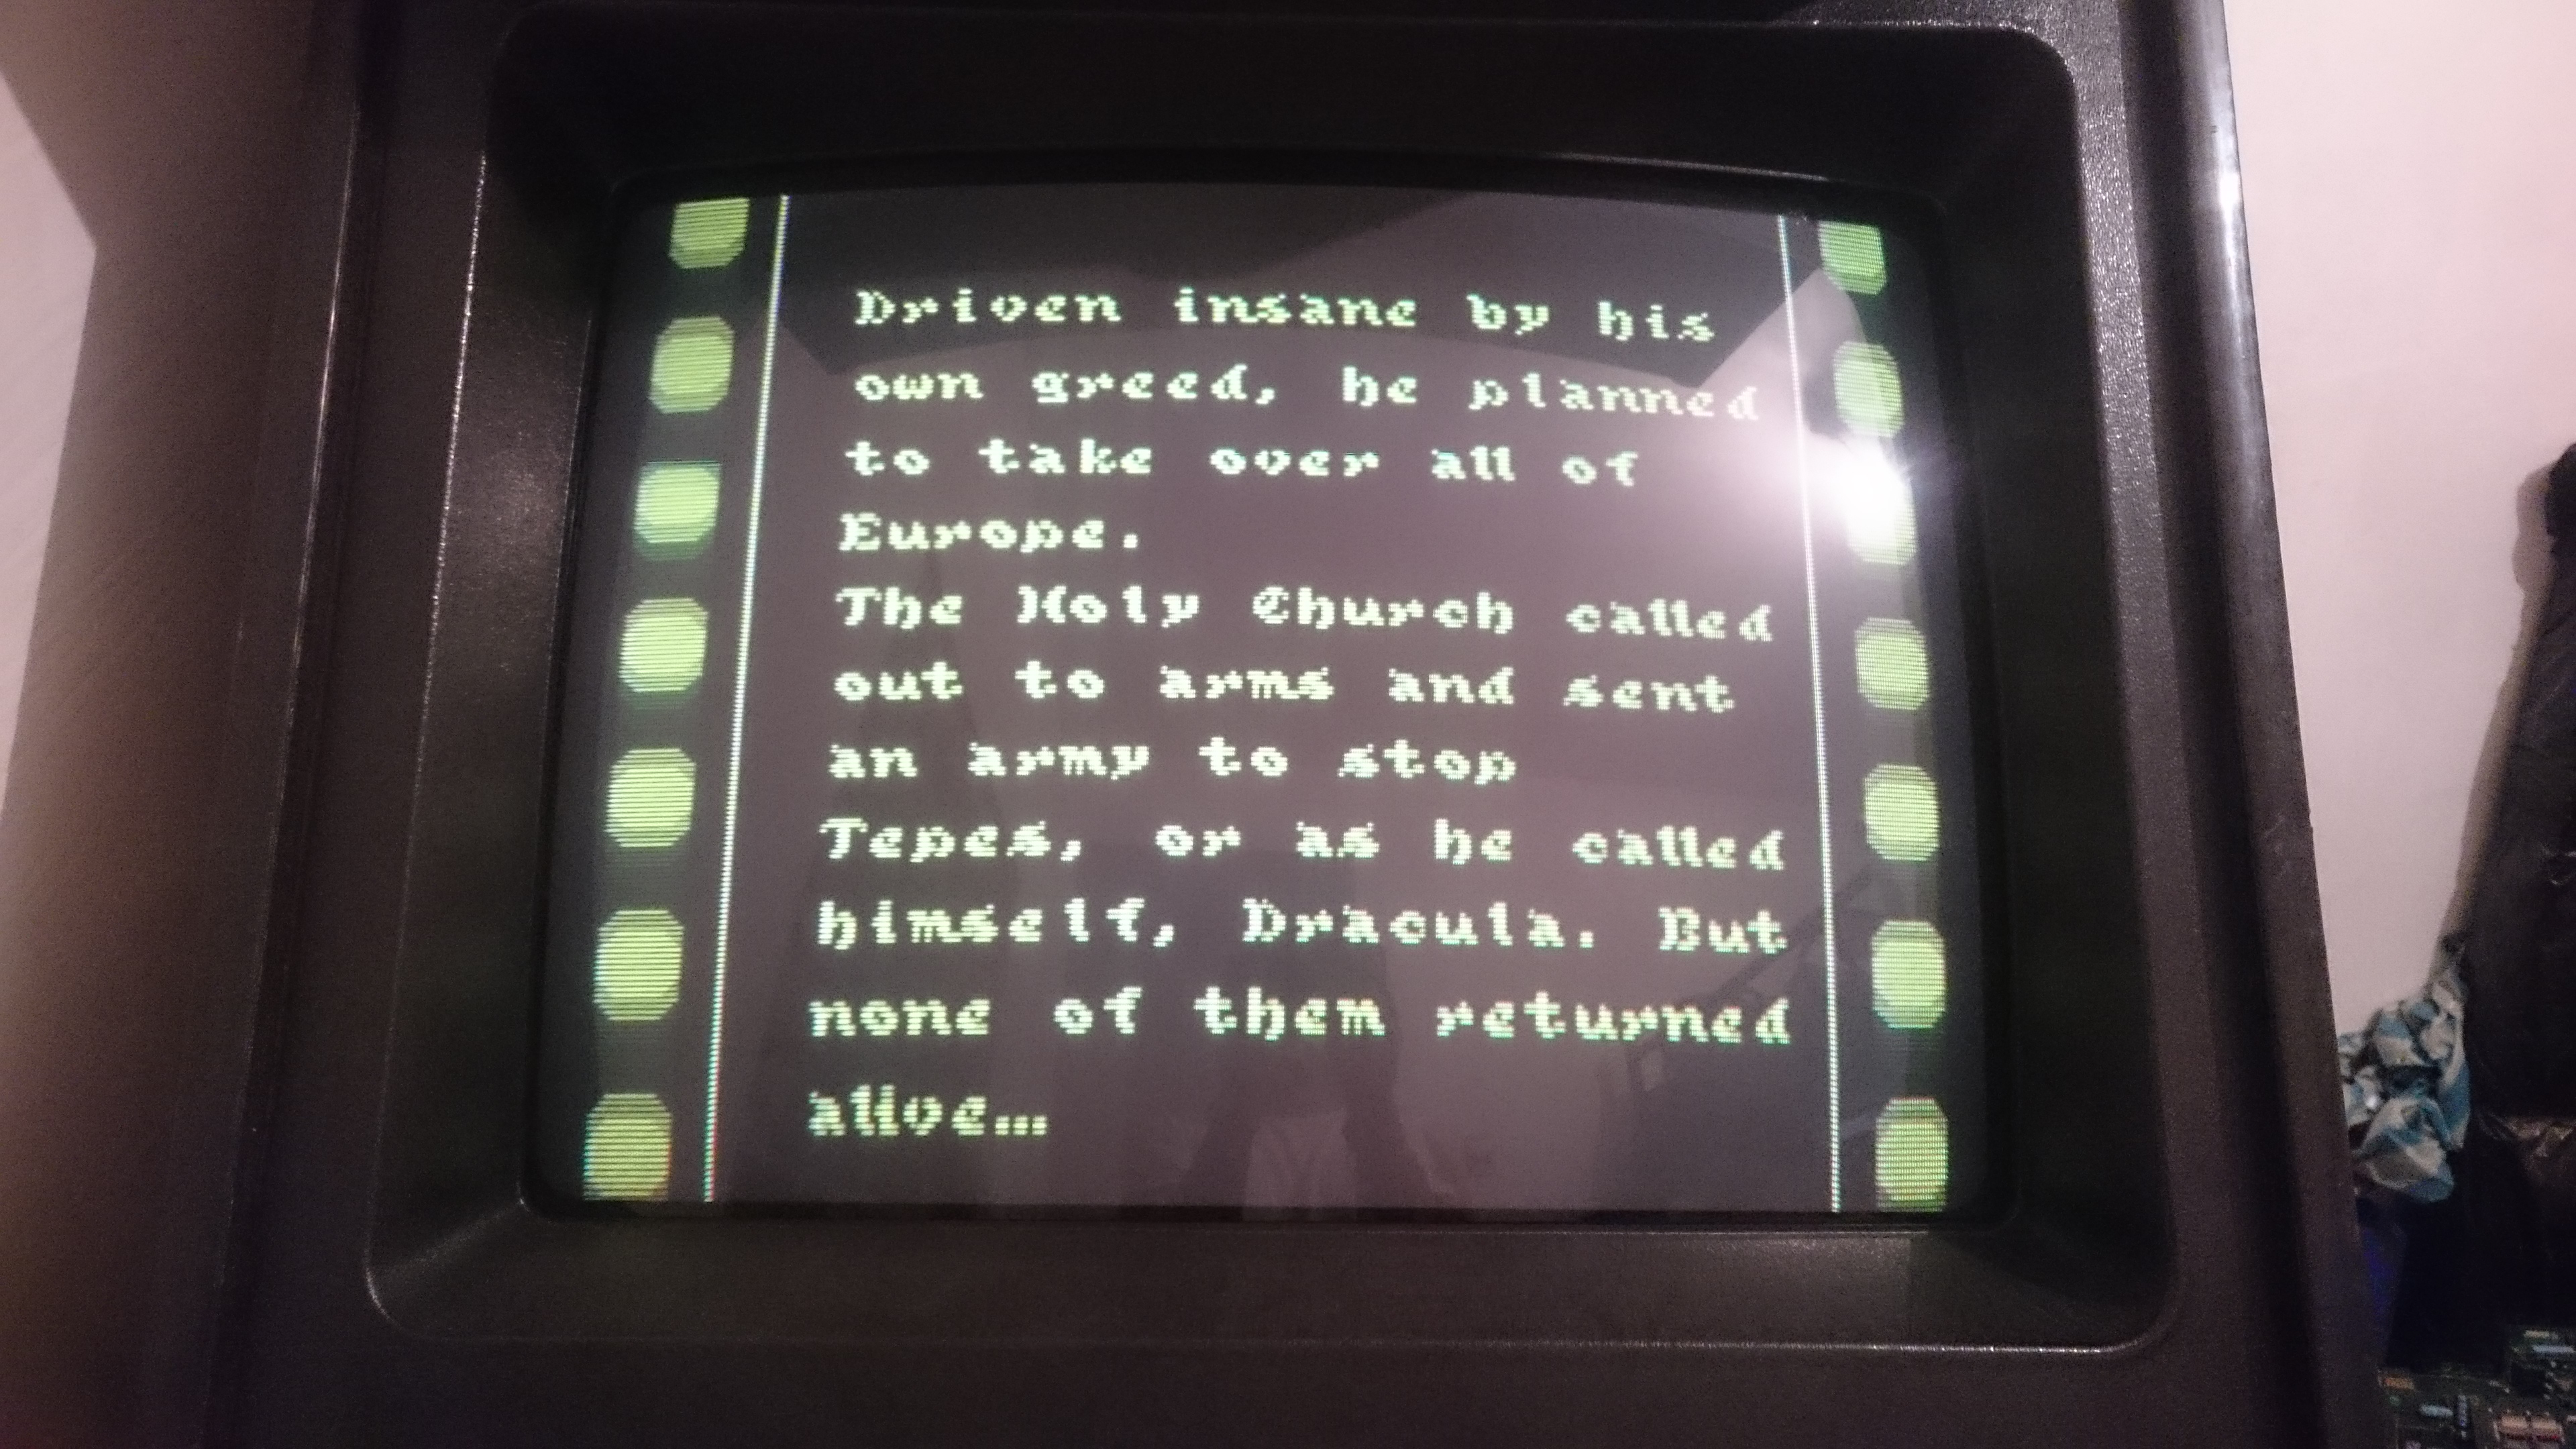 Driven insane by his
own greed, he planned
to take over all of
Europe.
The Holy Church called
out to arms and sent
an army to stop
Tepes, or as he called
himself, Dracula. But
none of them returned
alive...